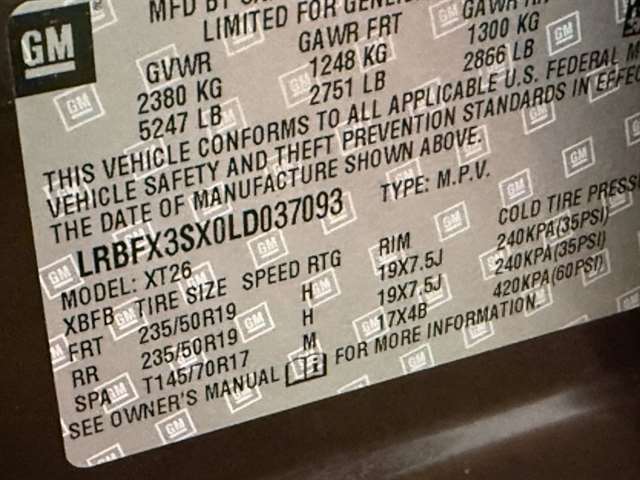 GM
MFD BY
LIMITED FOR GENERAL
GVWR GAWR FRT GAWR
2380 KG 1248 KG 1300 KG
5247 LB 2751 LB 2866 LB
THIS VEHICLE CONFORMS TO ALL APPLICABLE U.S. FEDERAL
VEHICLE SAFETY AND THEFT PREVENTION STANDARDS IN
THE DATE OF MANUFACTURE SHOWN ABOVE.
LRBFX3SX0LD037093 TYPE: M.P.V.
MODEL: XT26
XBFB TIRE SIZE SPEED RTG RIM COLD TIRE
FRT 235/50R19 H 19X7.5J 240KPA(35PSI)
RR 235/50R19 H 19X7.5J 240KPA(35PSI)
SPA T145/70R17 M 17X4B 420KPA(60PSI)
SEE OWNER'S MANUAL FOR MORE INFORMATION.